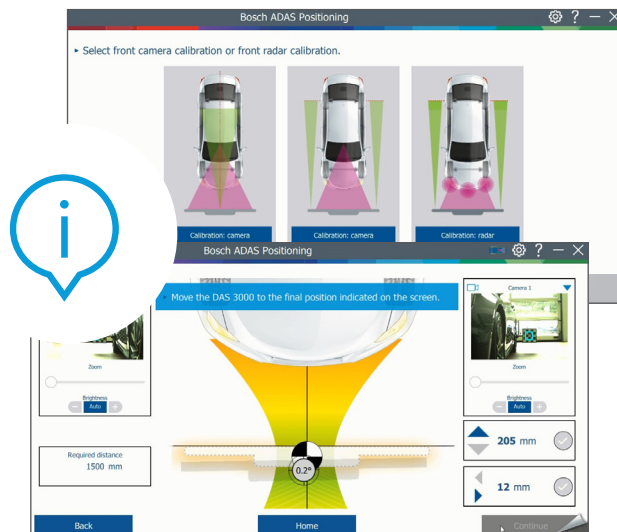 Bosch ADAS Positioning
? − ×
▸ Select front camera calibration or front radar calibration.
Calibration: camera
Calibration: camera
Calibration: radar
i
Bosch ADAS Positioning
? − ×
▸ Move the DAS 3000 to the final position indicated on the screen.
Camera 1
Zoom
Brightness
− Auto +
Zoom
Brightness
− Auto +
Required distance
1500 mm
0.2°
205 mm
12 mm
Back
Home
Continue